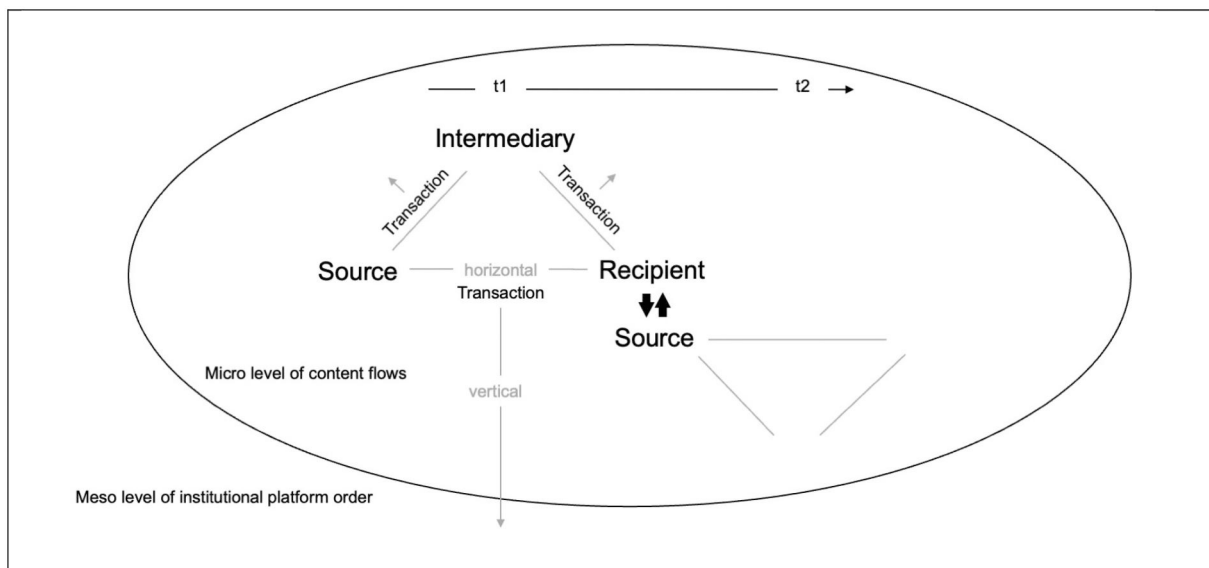 t1
t2
Intermediary
Transaction
Transaction
Source
horizontal
Recipient
Transaction
Source
Micro level of content flows
vertical
Meso level of institutional platform order